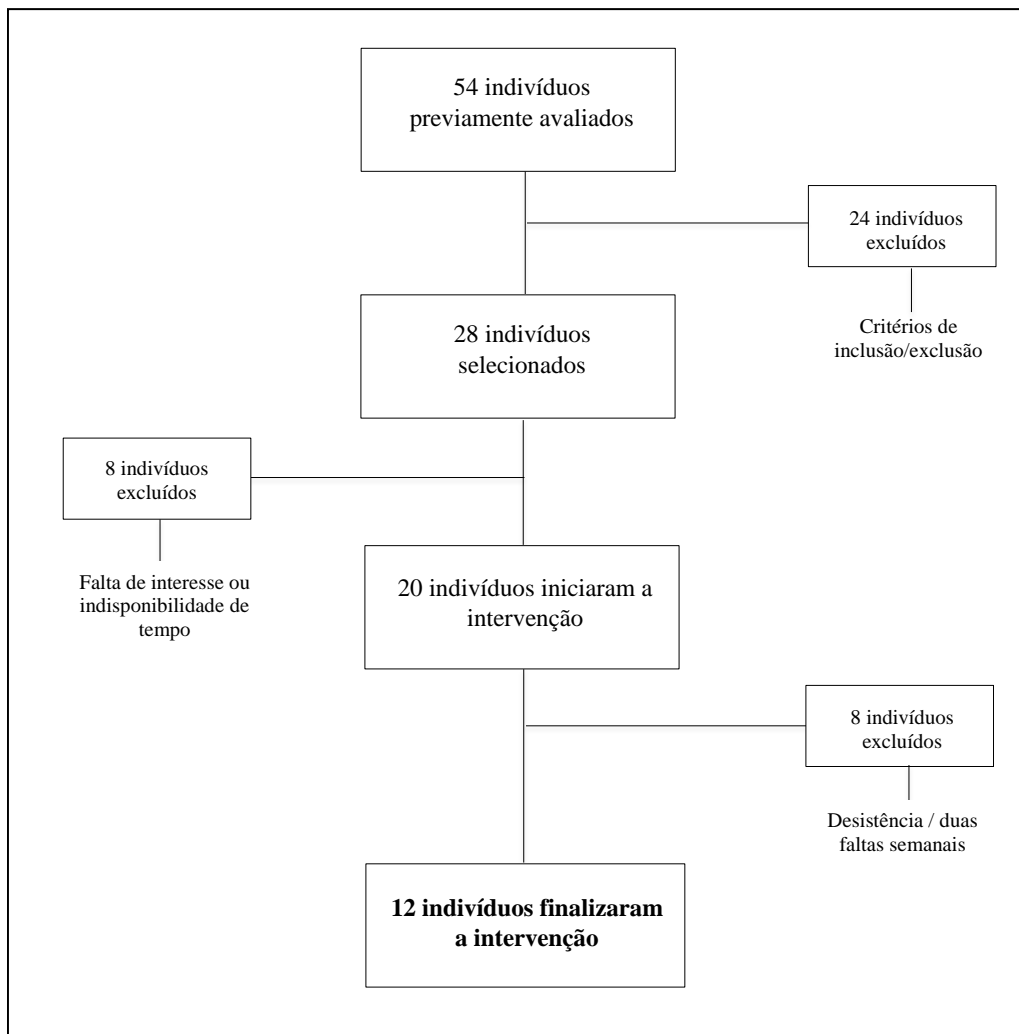 54 indivíduos
previamente avaliados
24 indivíduos
excluídos
Critérios de
inclusão/exclusão
28 indivíduos
selecionados
8 indivíduos
excluídos
Falta de interesse ou
indisponibilidade de
tempo
20 indivíduos iniciaram a
intervenção
8 indivíduos
excluídos
Desistência / duas
faltas semanais
12 indivíduos finalizaram
a intervenção